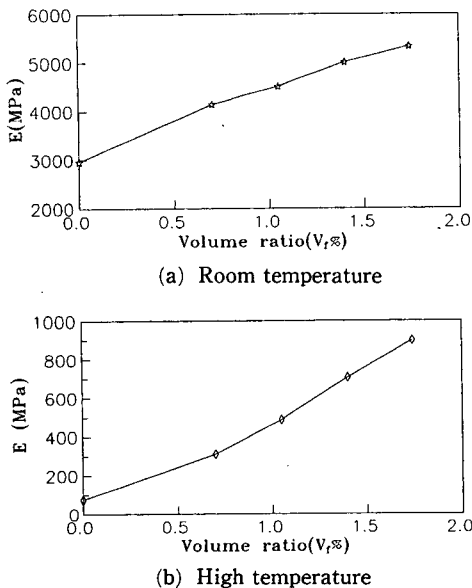 6000
5000
4000
3000
2000
E(MPa)
0.0 0.5 1.0 1.5 2.0
Volume ratio(Vf%)
(a) Room temperature
1000
800
600
400
200
0
E (MPa)
0.0 0.5 1.0 1.5 2.0
Volume ratio(Vf%)
(b) High temperature